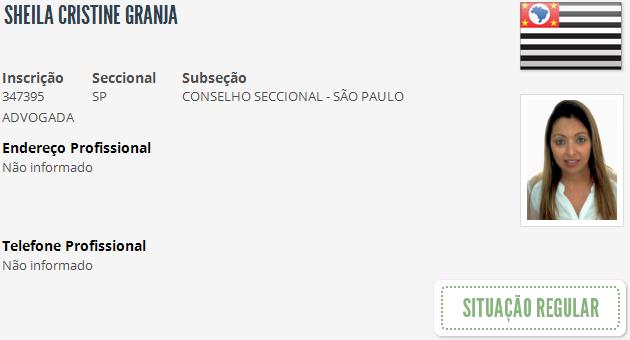 SHEILA CRISTINE GRANJA
Inscrição Seccional Subseção
347395 SP CONSELHO SECCIONAL - SÃO PAULO
ADVOGADA
Endereço Profissional
Não informado
Telefone Profissional
Não informado
SITUAÇÃO REGULAR